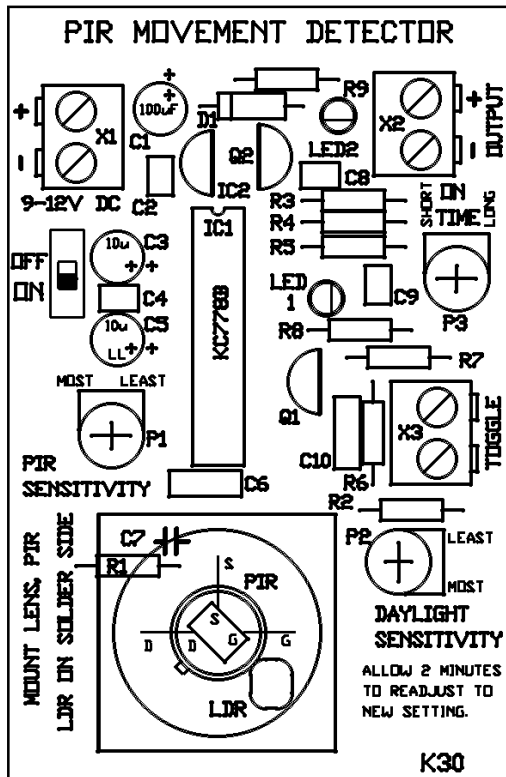 PIR MOVEMENT DETECTOR
+
-
X1
9-12V DC
+
100uF
+
C1
C2
D1
R9
LED2
Q2
IC2
C8
X2
+
-
OUTPUT
R3
R4
R5
SHORT
ON
TIME
LONG
P3
OFF
ON
10u
C3
+ +
C4
10u
C5
LL
+ +
IC1
KC778B
LED
1
C9
R8
R7
MOST LEAST
P1
PIR
SENSITIVITY
C6
Q1
C10
R6
X3
TOGGLE
R2
P2
LEAST
MOST
DAYLIGHT
SENSITIVITY
ALLOW 2 MINUTES
TO READJUST TO
NEW SETTING.
MOUNT LENS, PIR
LDR ON SOLDER SIDE
C7
R1
S
PIR
S
D D G G
LDR
K30